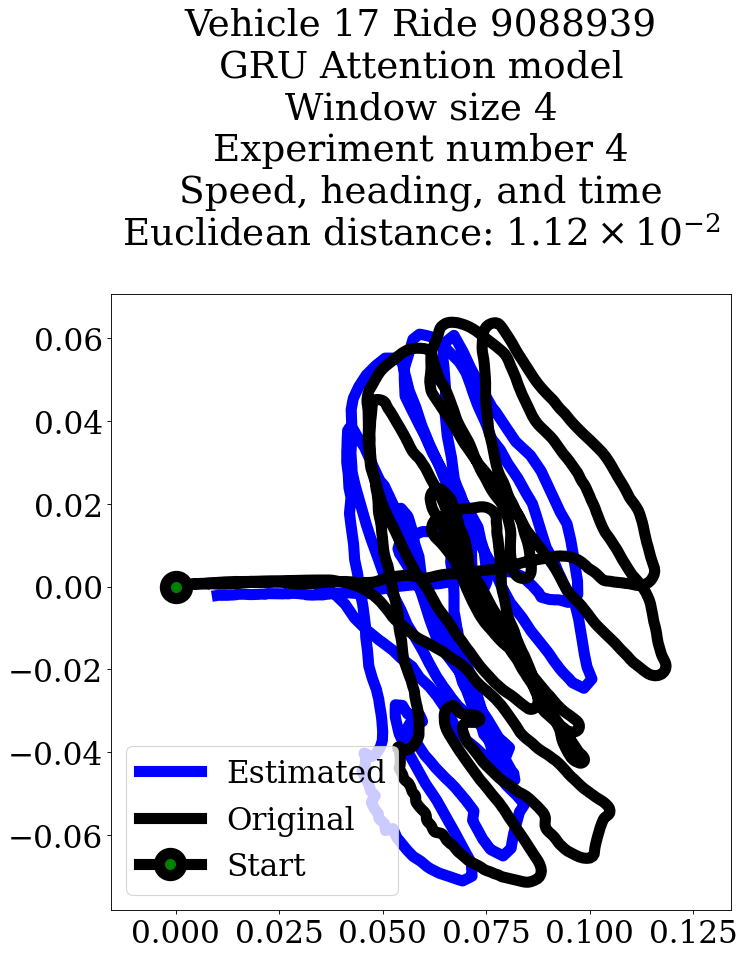 Vehicle 17 Ride 9088939
GRU Attention model
Window size 4
Experiment number 4
Speed, heading, and time
Euclidean distance: 1.12 × 10⁻²
0.06
0.04
0.02
0.00
−0.02
−0.04
−0.06
Estimated
Original
Start
0.000 0.025 0.050 0.075 0.100 0.125